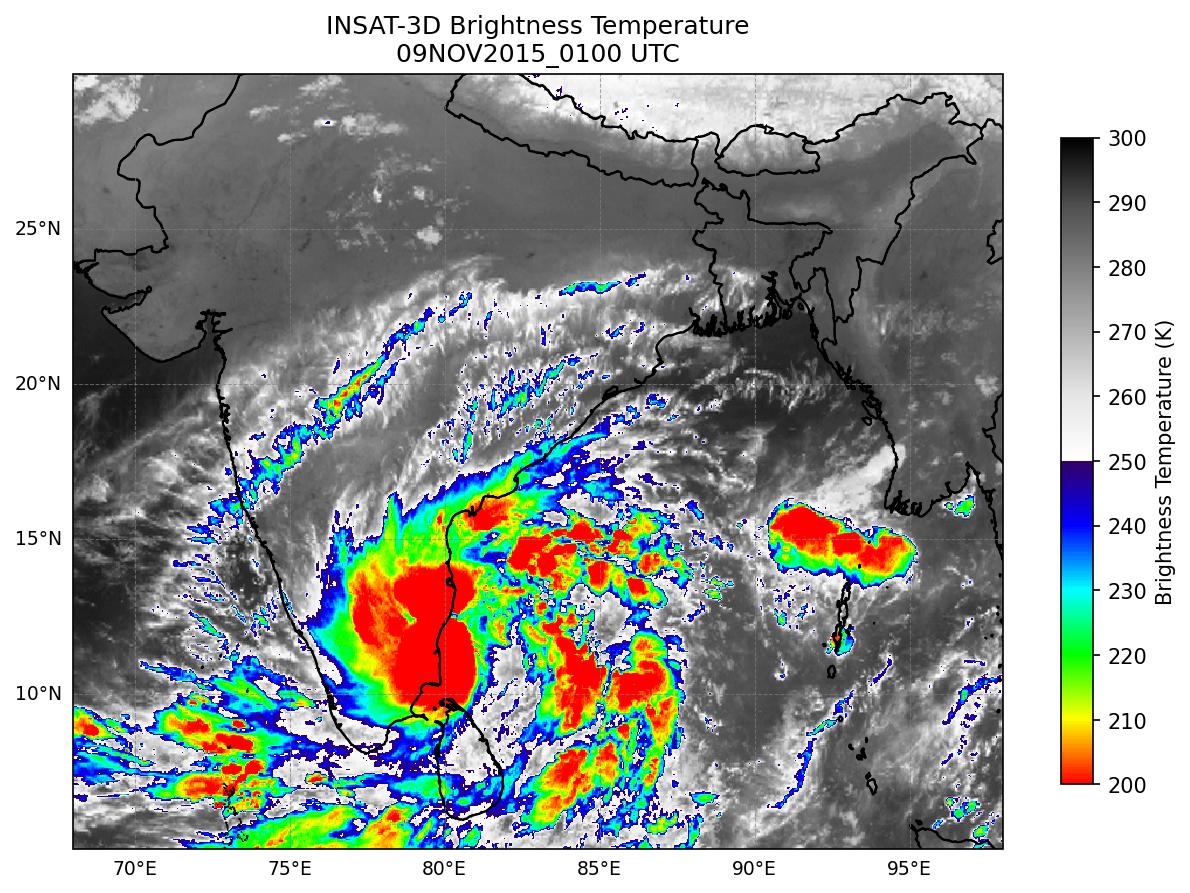 INSAT-3D Brightness Temperature
09NOV2015_0100 UTC
25°N
20°N
15°N
10°N
70°E
75°E
80°E
85°E
90°E
95°E
300
290
280
270
260
250
240
230
220
210
200
Brightness Temperature (K)